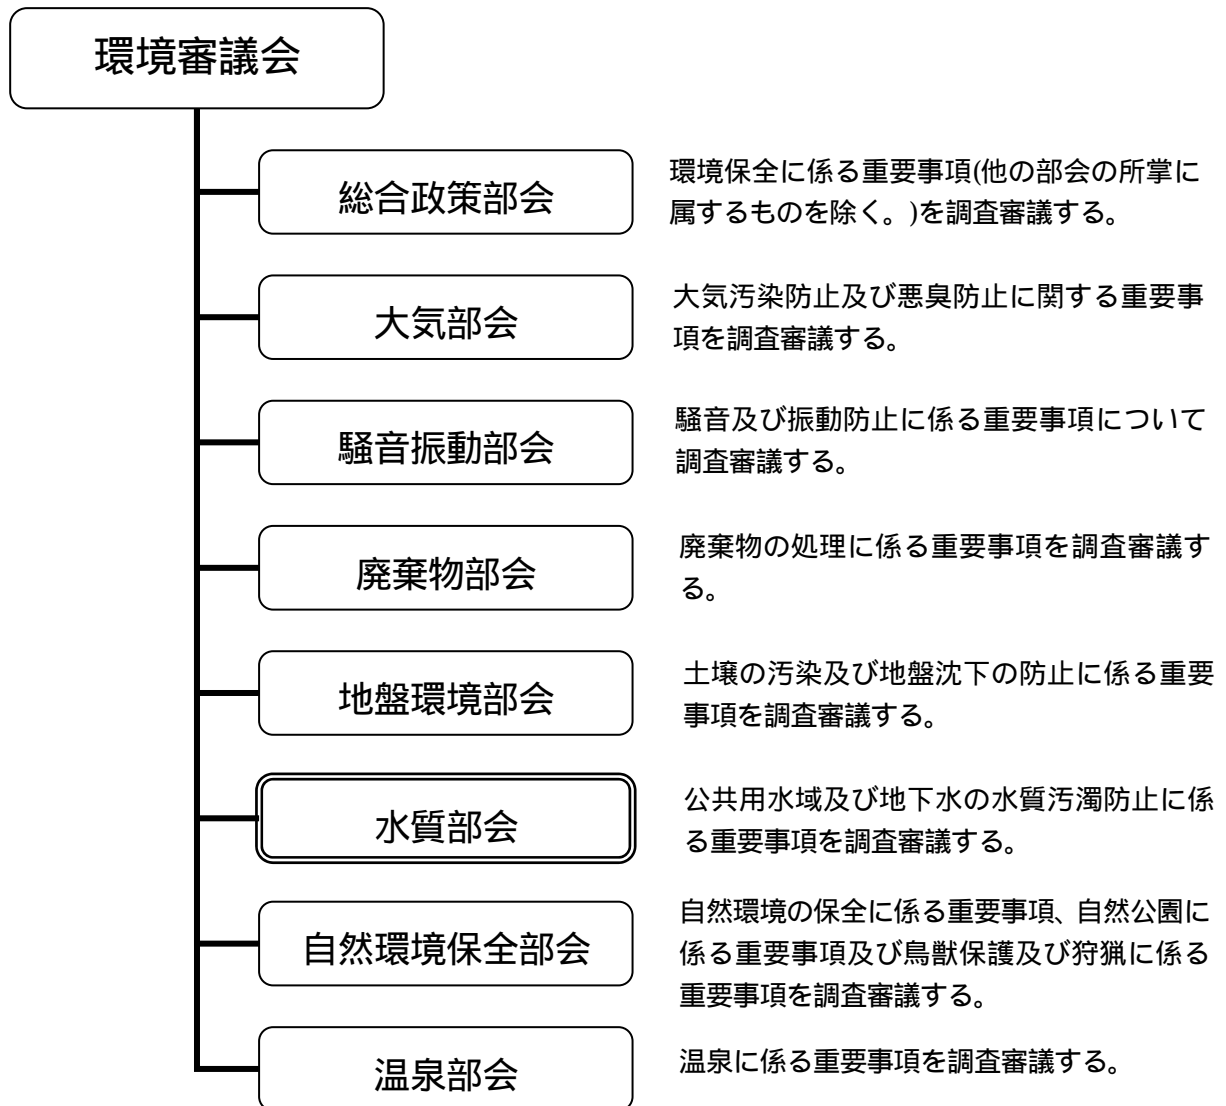 環境審議会
総合政策部会
環境保全に係る重要事項(他の部会の所掌に
属するものを除く。)を調査審議する。
大気部会
大気汚染防止及び悪臭防止に関する重要事
項を調査審議する。
騒音振動部会
騒音及び振動防止に係る重要事項について
調査審議する。
廃棄物部会
廃棄物の処理に係る重要事項を調査審議す
る。
地盤環境部会
土壌の汚染及び地盤沈下の防止に係る重要
事項を調査審議する。
水質部会
公共用水域及び地下水の水質汚濁防止に係
る重要事項を調査審議する。
自然環境保全部会
自然環境の保全に係る重要事項、自然公園に
係る重要事項及び鳥獣保護及び狩猟に係る
重要事項を調査審議する。
温泉部会
温泉に係る重要事項を調査審議する。